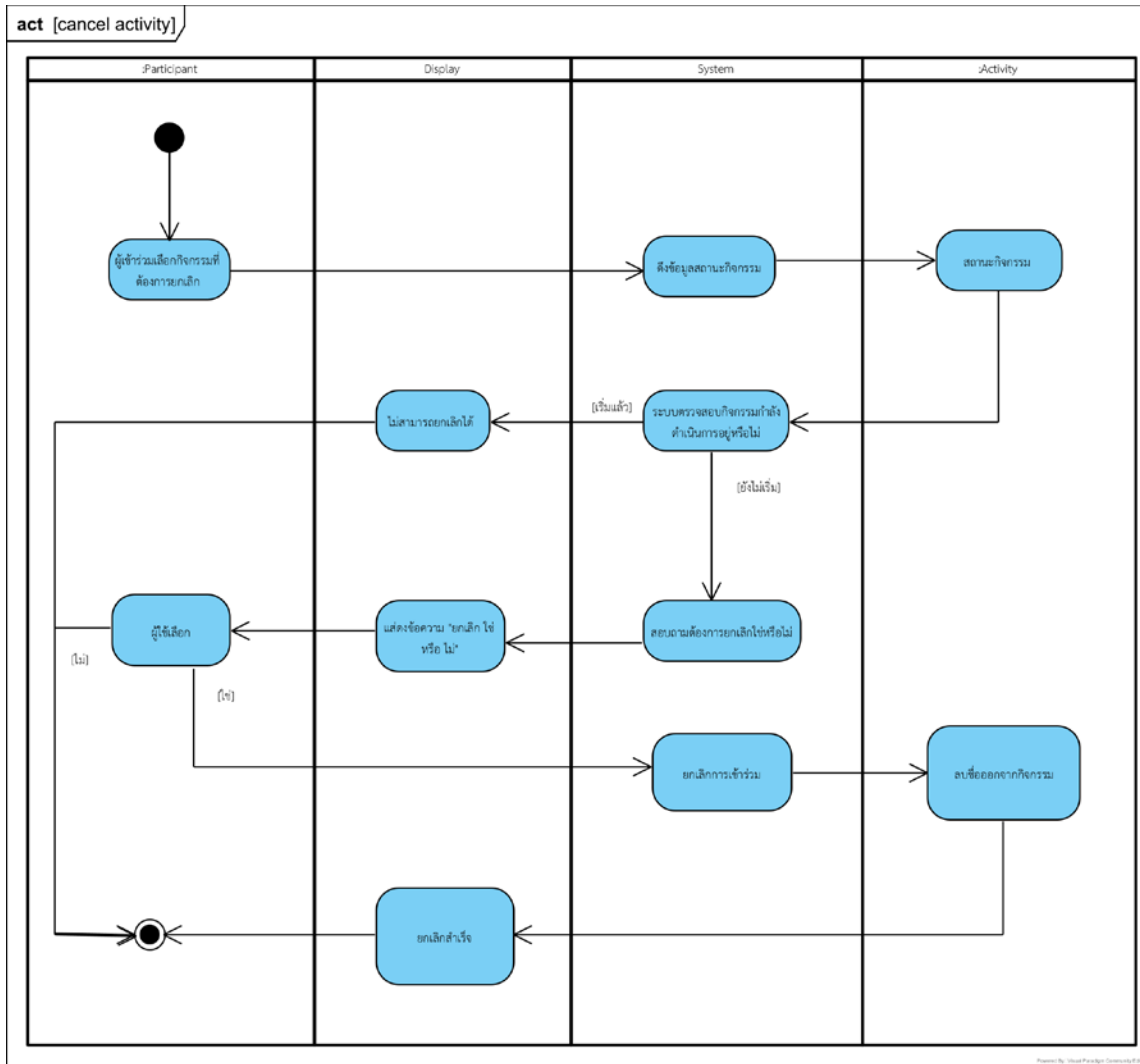 act [cancel activity]
:Participant
Display
System
:Activity
ผู้เข้าร่วมเลือกกิจกรรมที่
ต้องการยกเลิก
ดึงข้อมูลสถานะกิจกรรม
สถานะกิจกรรม
ไม่สามารถยกเลิกได้
[เริ่มแล้ว]
ระบบตรวจสอบกิจกรรมกำลัง
ดำเนินการอยู่หรือไม่
[ยังไม่เริ่ม]
ผู้ใช้เลือก
แสดงข้อความ "ยกเลิก ใช่
หรือ ไม่"
สอบถามต้องการยกเลิกใช่หรือไม่
[ไม่]
[ใช่]
ยกเลิกการเข้าร่วม
ลบชื่อออกจากกิจกรรม
ยกเลิกสำเร็จ
Powered By: Visual Paradigm Community Edi